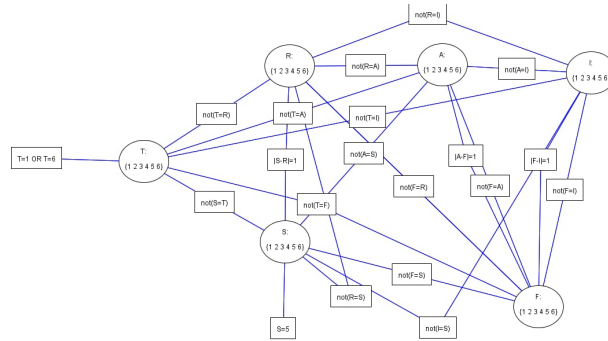 not(R=I)
R:
{1 2 3 4 5 6}
not(R=A)
A:
{1 2 3 4 5 6}
not(A=I)
I:
{1 2 3 4 5 6}
not(T=R)
not(T=A)
not(T=I)
T=1 OR T=6
T:
{1 2 3 4 5 6}
|S-R|=1
not(A=S)
|A-F|=1
|F-I|=1
not(S=T)
not(T=F)
not(F=R)
not(F=A)
not(F=I)
S:
{1 2 3 4 5 6}
not(F=S)
not(R=S)
F:
{1 2 3 4 5 6}
S=5
not(I=S)